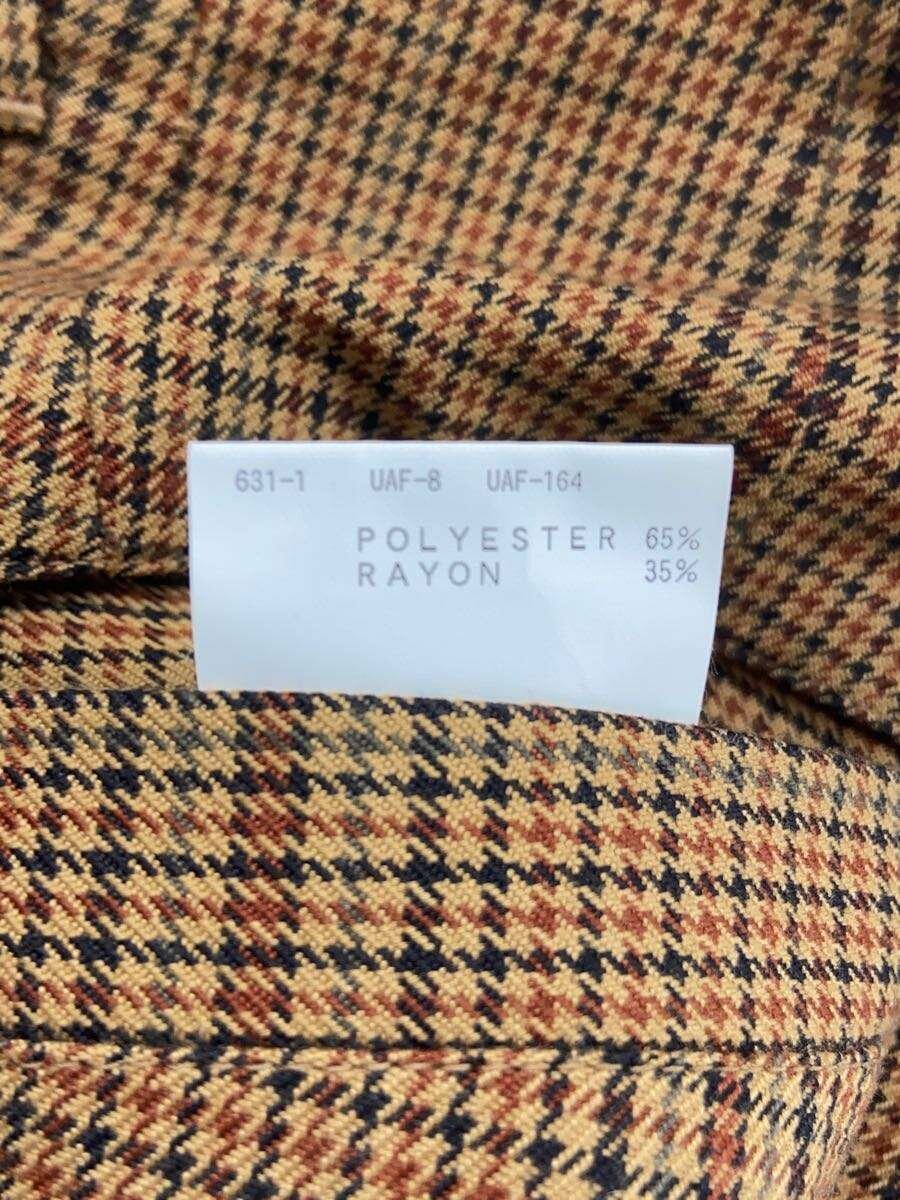 631-1 UAF-8 UAF-164
POLYESTER 65%
RAYON 35%